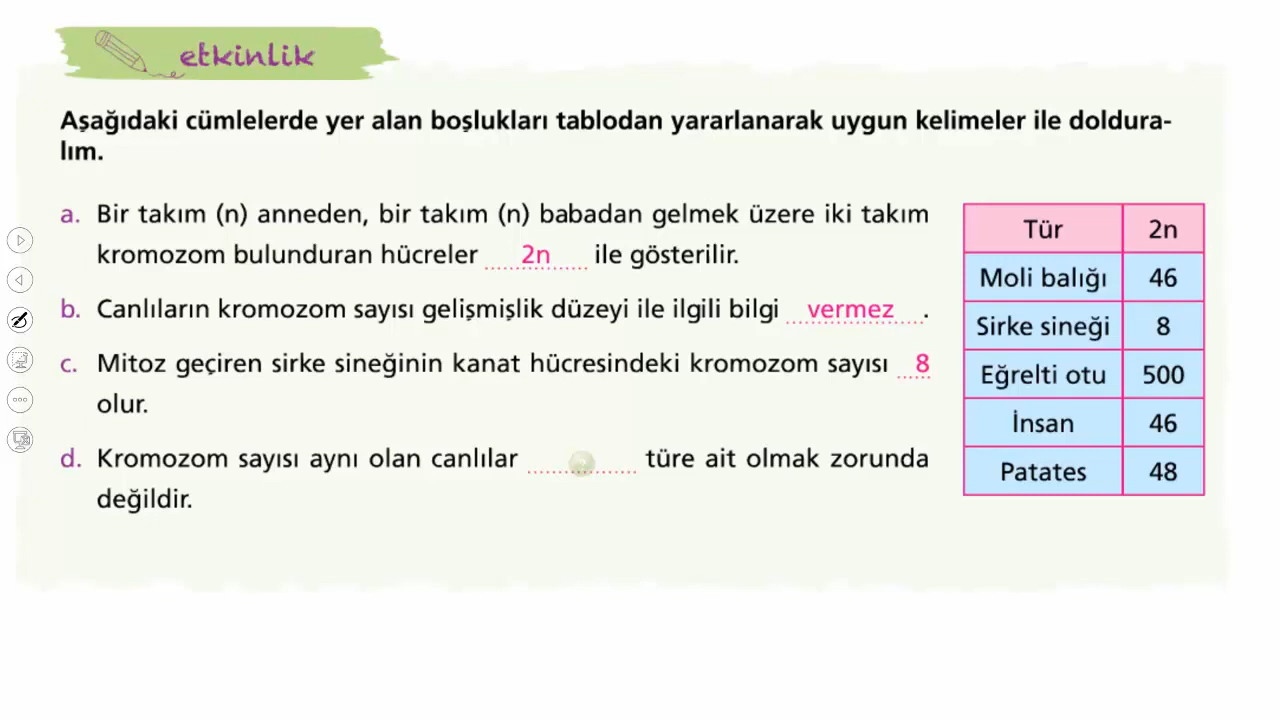 etkinlik
Aşağıdaki cümlelerde yer alan boşlukları tablodan yararlanarak uygun kelimeler ile doldura-
lım.
a. Bir takım (n) anneden, bir takım (n) babadan gelmek üzere iki takım
kromozom bulunduran hücreler 2n ile gösterilir.
b. Canlıların kromozom sayısı gelişmişlik düzeyi ile ilgili bilgi vermez .
c. Mitoz geçiren sirke sineğinin kanat hücresindeki kromozom sayısı 8
olur.
d. Kromozom sayısı aynı olan canlılar ............... türe ait olmak zorunda
değildir.
Tür 2n
Moli balığı 46
Sirke sineği 8
Eğrelti otu 500
İnsan 46
Patates 48